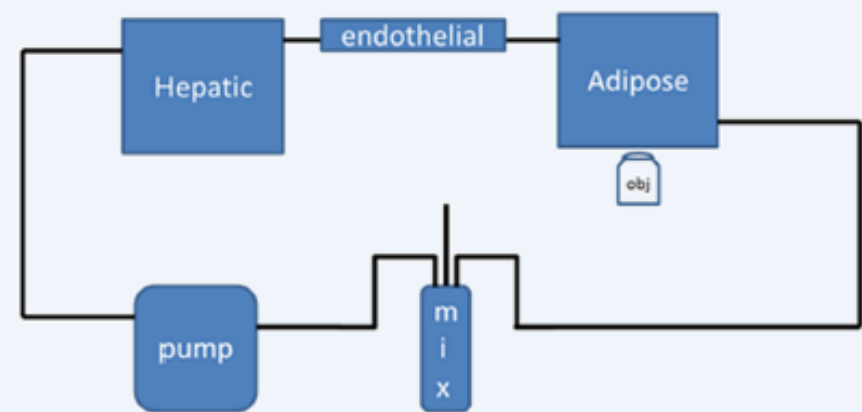 endothelial
Hepatic
Adipose
obj
pump
m
i
x